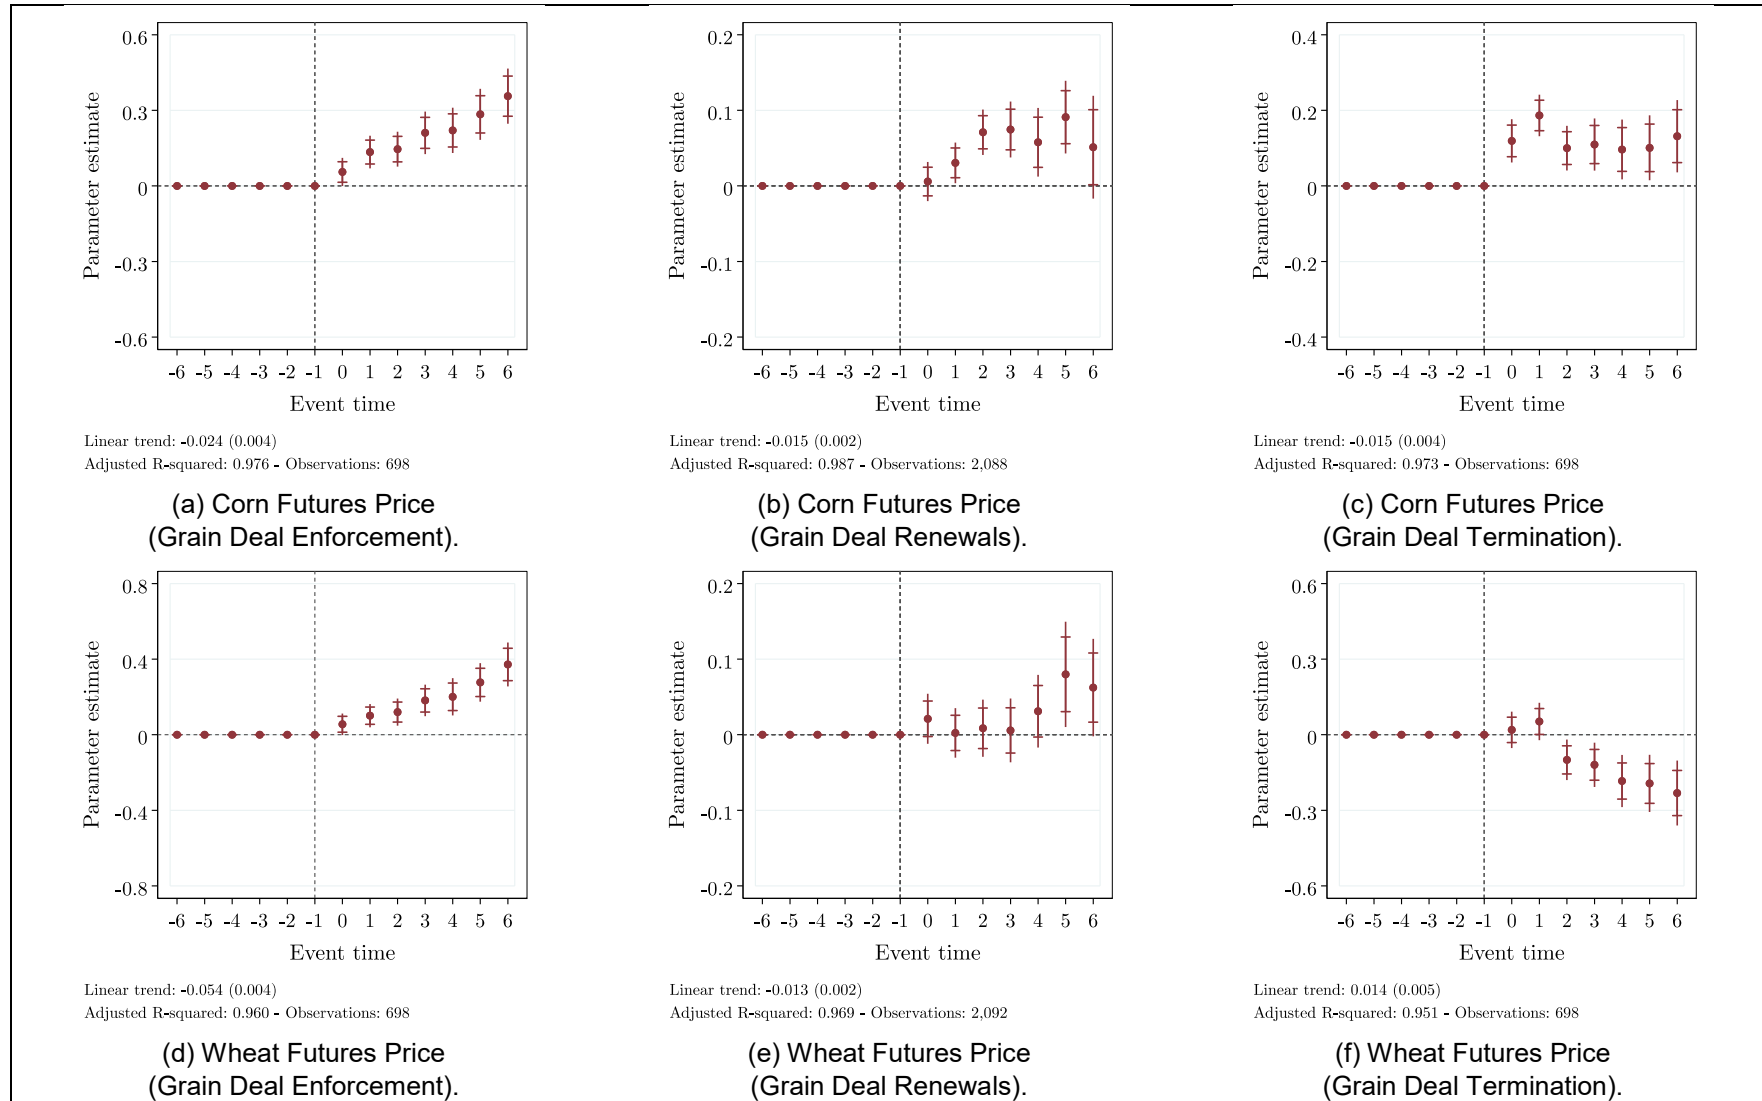 0.6
0.3
0
-0.3
-0.6
Parameter estimate
-6 -5 -4 -3 -2 -1 0 1 2 3 4 5 6
Event time
Linear trend: -0.024 (0.004)
Adjusted R-squared: 0.976 - Observations: 698
(a) Corn Futures Price
(Grain Deal Enforcement).
0.2
0.1
0
-0.1
-0.2
Parameter estimate
-6 -5 -4 -3 -2 -1 0 1 2 3 4 5 6
Event time
Linear trend: -0.015 (0.002)
Adjusted R-squared: 0.987 - Observations: 2,088
(b) Corn Futures Price
(Grain Deal Renewals).
0.4
0.2
0
-0.2
-0.4
Parameter estimate
-6 -5 -4 -3 -2 -1 0 1 2 3 4 5 6
Event time
Linear trend: -0.015 (0.004)
Adjusted R-squared: 0.973 - Observations: 698
(c) Corn Futures Price
(Grain Deal Termination).
0.8
0.4
0
-0.4
-0.8
Parameter estimate
-6 -5 -4 -3 -2 -1 0 1 2 3 4 5 6
Event time
Linear trend: -0.054 (0.004)
Adjusted R-squared: 0.960 - Observations: 698
(d) Wheat Futures Price
(Grain Deal Enforcement).
0.2
0.1
0
-0.1
-0.2
Parameter estimate
-6 -5 -4 -3 -2 -1 0 1 2 3 4 5 6
Event time
Linear trend: -0.013 (0.002)
Adjusted R-squared: 0.969 - Observations: 2,092
(e) Wheat Futures Price
(Grain Deal Renewals).
0.6
0.3
0
-0.3
-0.6
Parameter estimate
-6 -5 -4 -3 -2 -1 0 1 2 3 4 5 6
Event time
Linear trend: 0.014 (0.005)
Adjusted R-squared: 0.951 - Observations: 698
(f) Wheat Futures Price
(Grain Deal Termination).